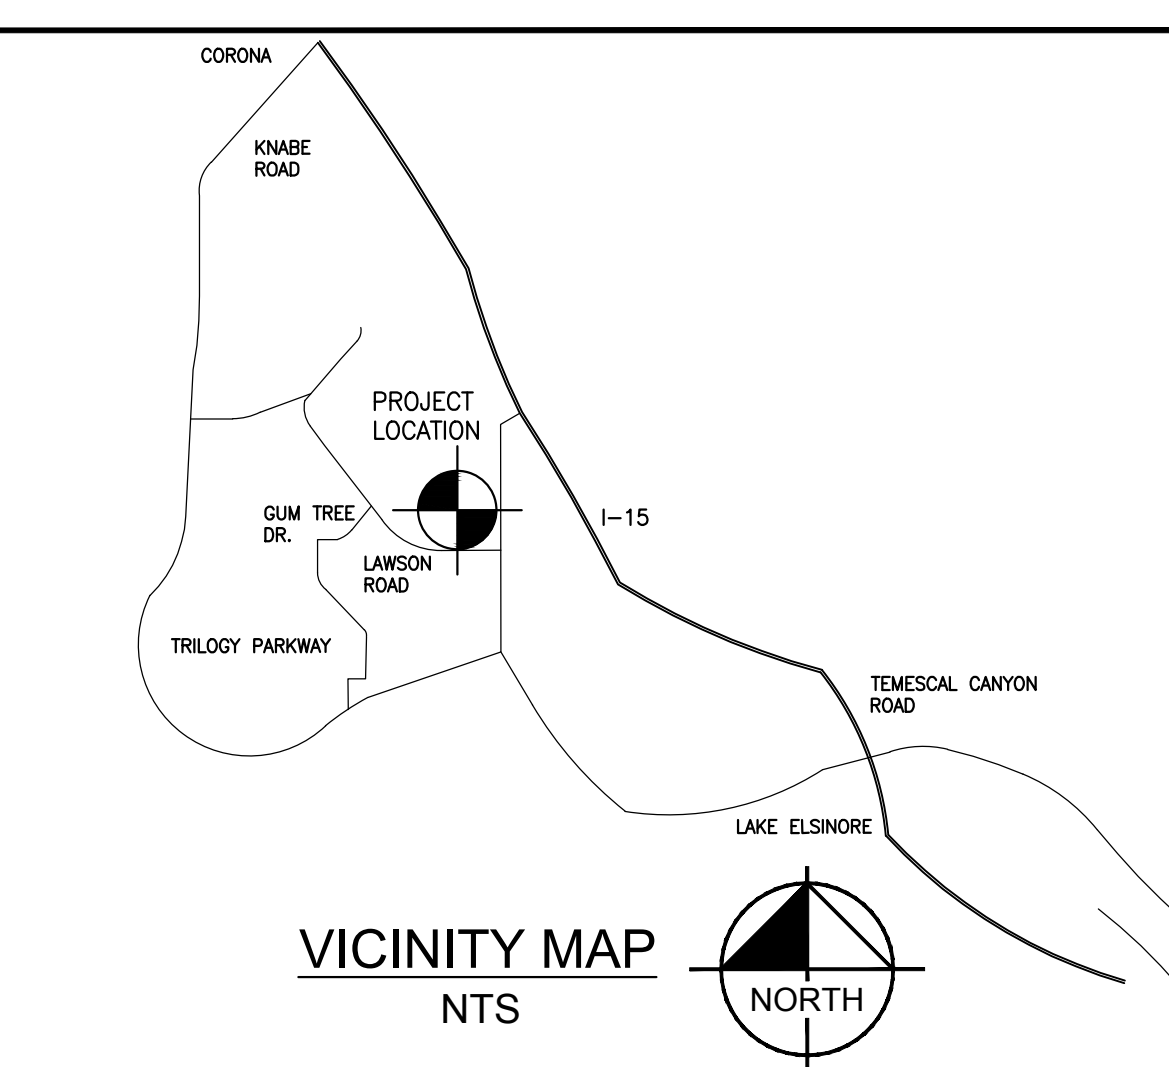 CORONA
KNABE
ROAD
PROJECT
LOCATION
GUM TREE
DR.
I-15
LAWSON
ROAD
TRILOGY PARKWAY
TEMESCAL CANYON
ROAD
LAKE ELSINORE
VICINITY MAP
NTS
NORTH